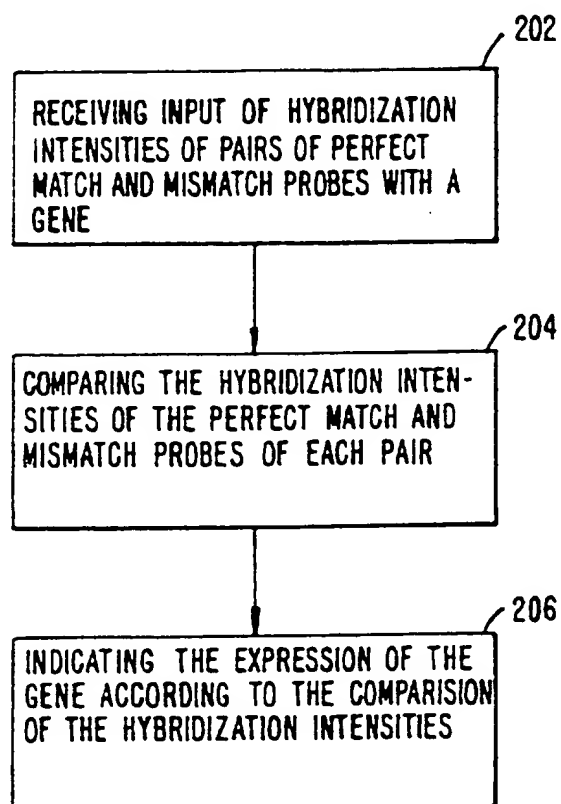 202
RECEIVING INPUT OF HYBRIDIZATION
INTENSITIES OF PAIRS OF PERFECT
MATCH AND MISMATCH PROBES WITH A
GENE
204
COMPARING THE HYBRIDIZATION INTEN-
SITIES OF THE PERFECT MATCH AND
MISMATCH PROBES OF EACH PAIR
206
INDICATING THE EXPRESSION OF THE
GENE ACCORDING TO THE COMPARISION
OF THE HYBRIDIZATION INTENSITIES